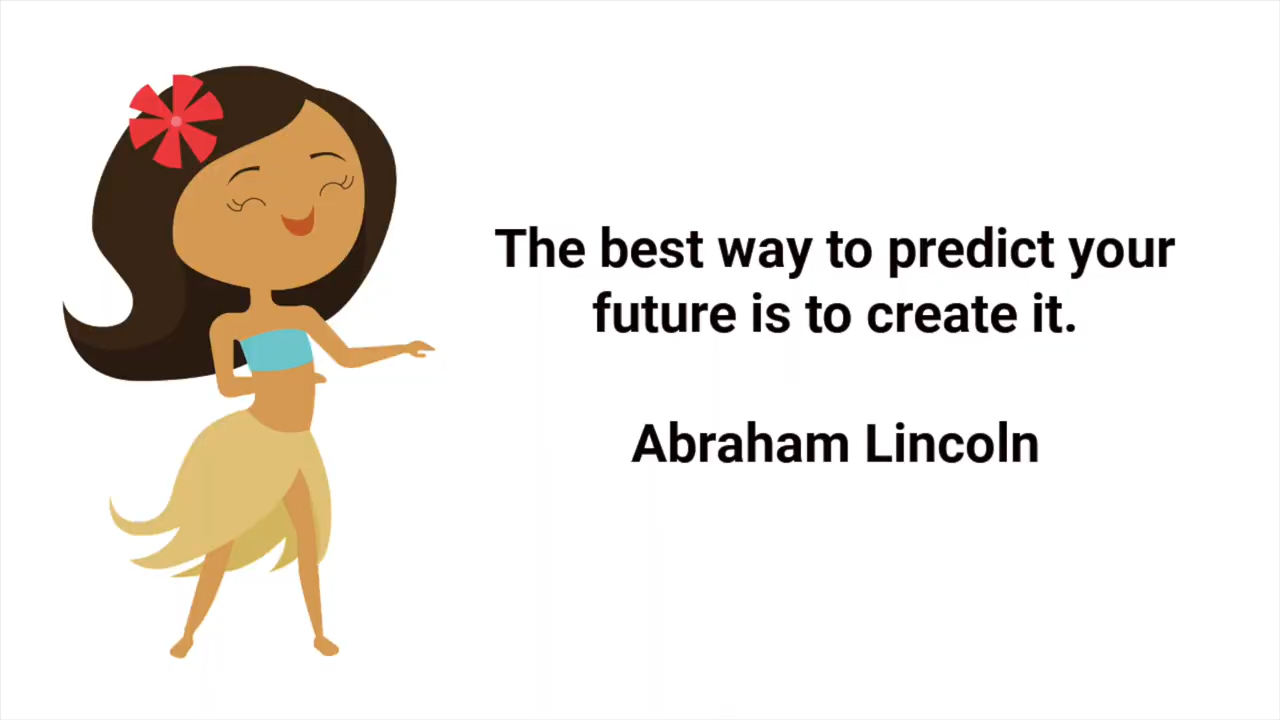 The best way to predict your
future is to create it.
Abraham Lincoln